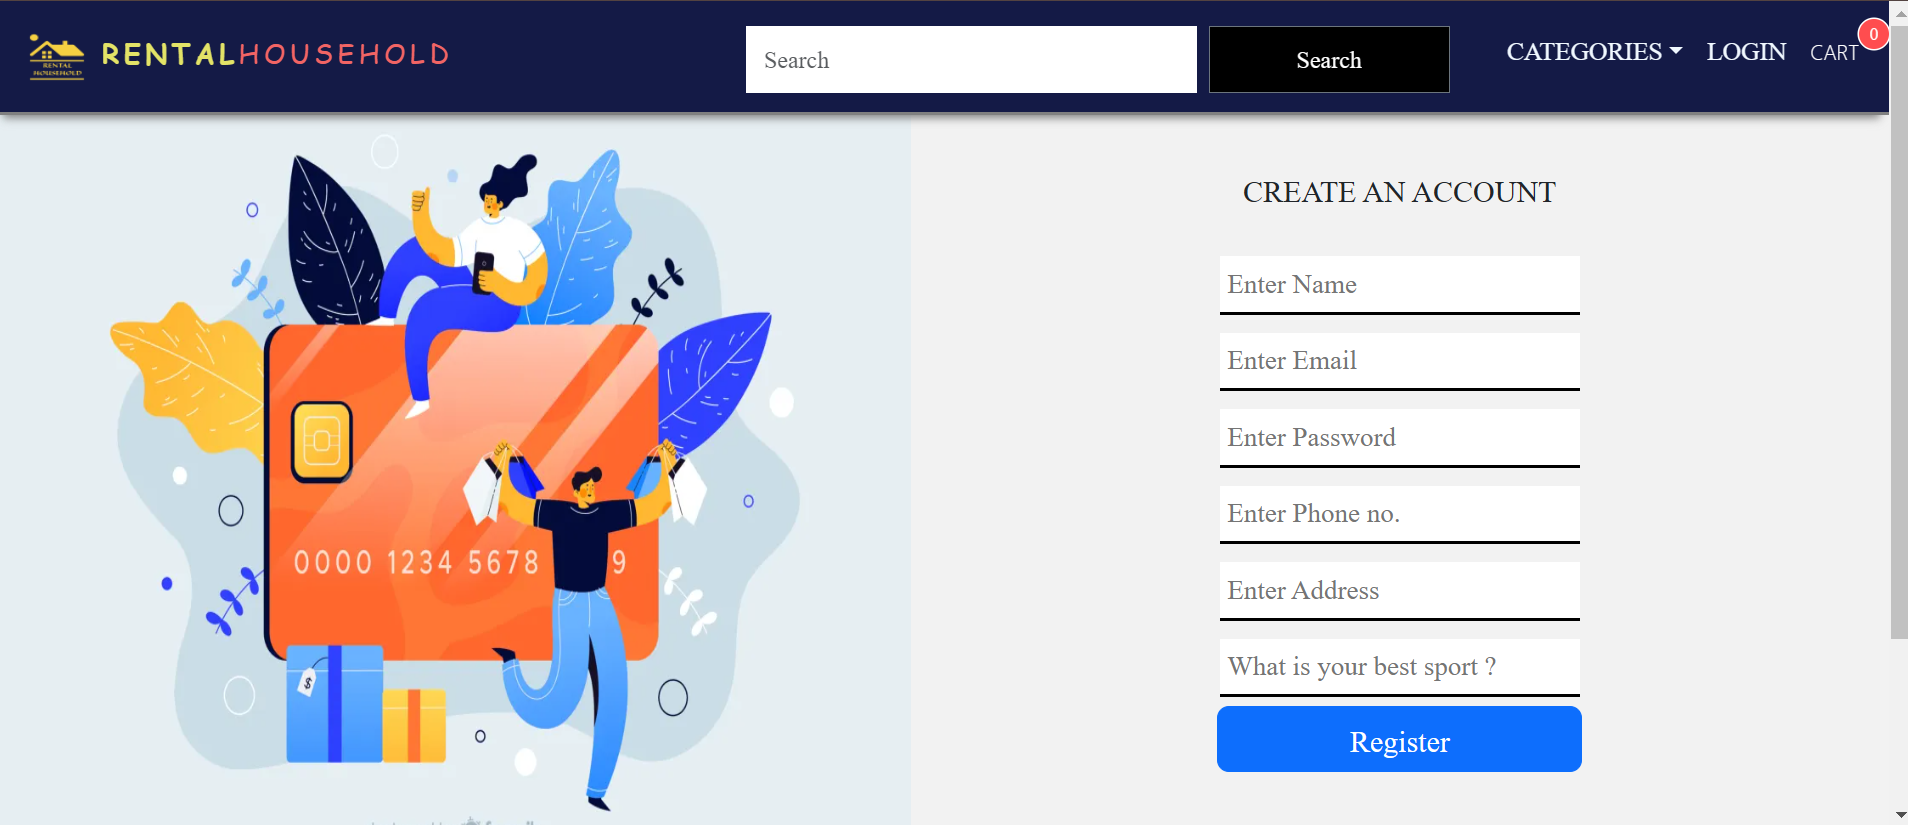 RENTAL
HOUSEHOLD
RENTALHOUSEHOLD
Search
Search
CATEGORIES
LOGIN
CART
0
CREATE AN ACCOUNT
Enter Name
Enter Email
Enter Password
Enter Phone no.
Enter Address
What is your best sport ?
Register
0000 1234 5678 9
$